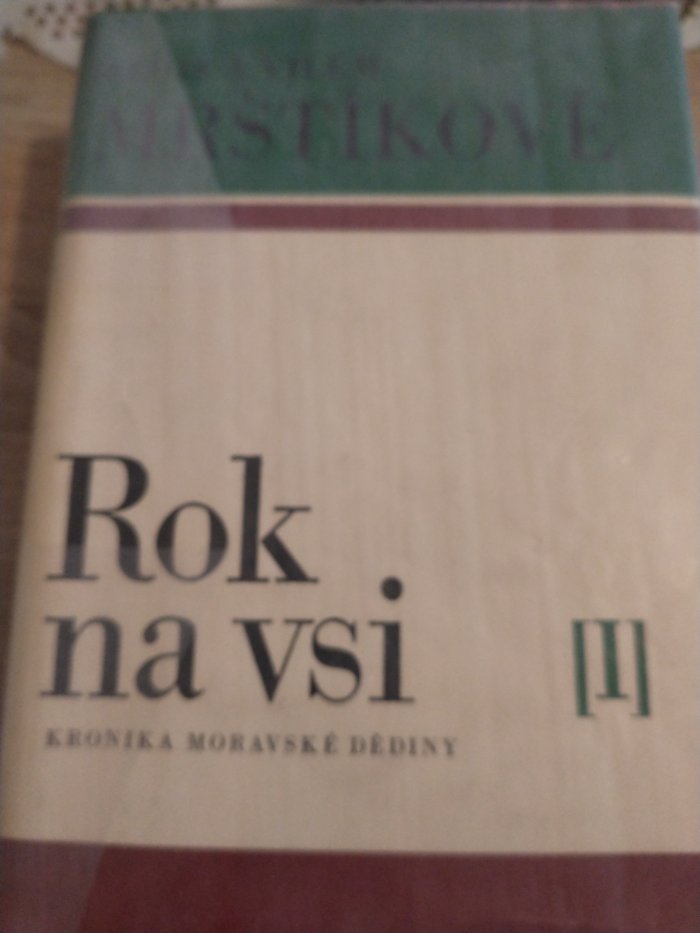 MRŠTÍKOVÉ
Rok
na vsi
[I]
KRONIKA MORAVSKÉ DĚDINY